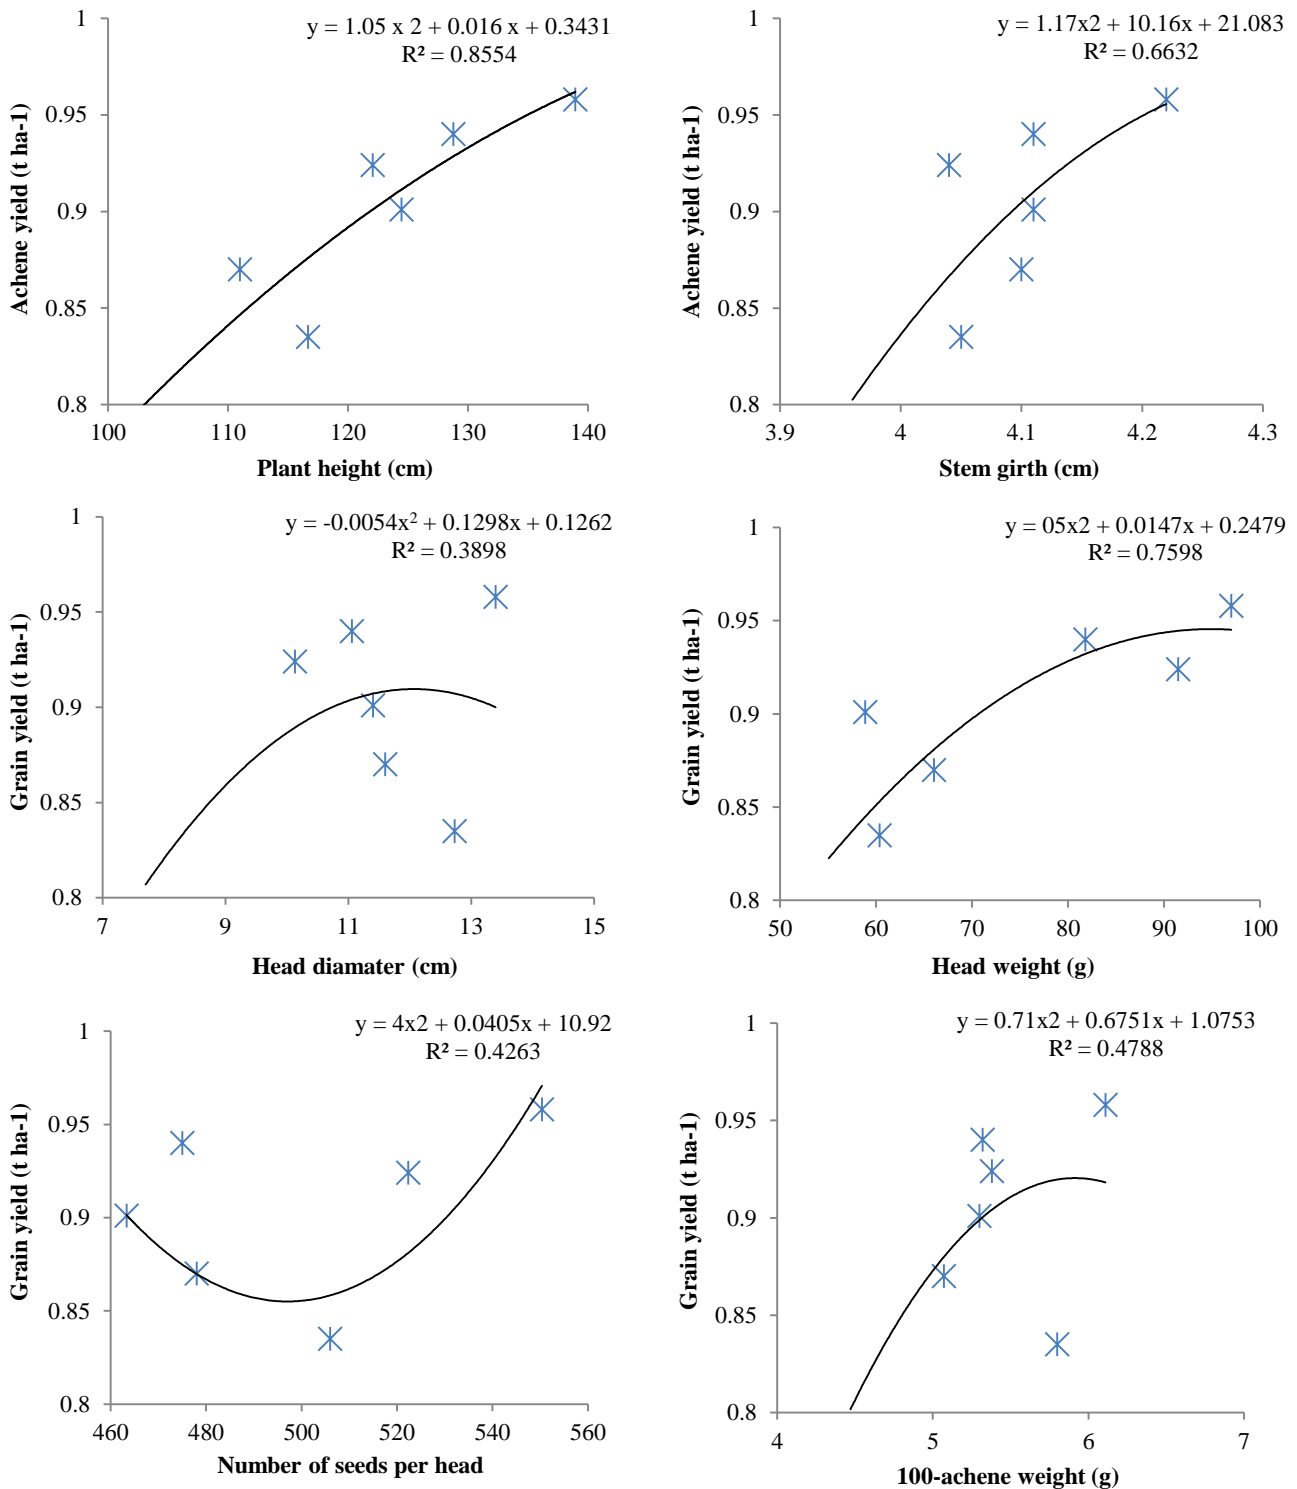 y = 1.05 x 2 + 0.016 x + 0.3431
R² = 0.8554
1
0.95
0.9
0.85
0.8
100 110 120 130 140
Achene yield (t ha-1)
Plant height (cm)
y = 1.17x2 + 10.16x + 21.083
R² = 0.6632
1
0.95
0.9
0.85
0.8
3.9 4 4.1 4.2 4.3
Achene yield (t ha-1)
Stem girth (cm)
y = -0.0054x² + 0.1298x + 0.1262
R² = 0.3898
1
0.95
0.9
0.85
0.8
7 9 11 13 15
Grain yield (t ha-1)
Head diamater (cm)
y = 05x2 + 0.0147x + 0.2479
R² = 0.7598
1
0.95
0.9
0.85
0.8
50 60 70 80 90 100
Grain yield (t ha-1)
Head weight (g)
y = 4x2 + 0.0405x + 10.92
R² = 0.4263
1
0.95
0.9
0.85
0.8
460 480 500 520 540 560
Grain yield (t ha-1)
Number of seeds per head
y = 0.71x2 + 0.6751x + 1.0753
R² = 0.4788
1
0.95
0.9
0.85
0.8
4 5 6 7
Grain yield (t ha-1)
100-achene weight (g)